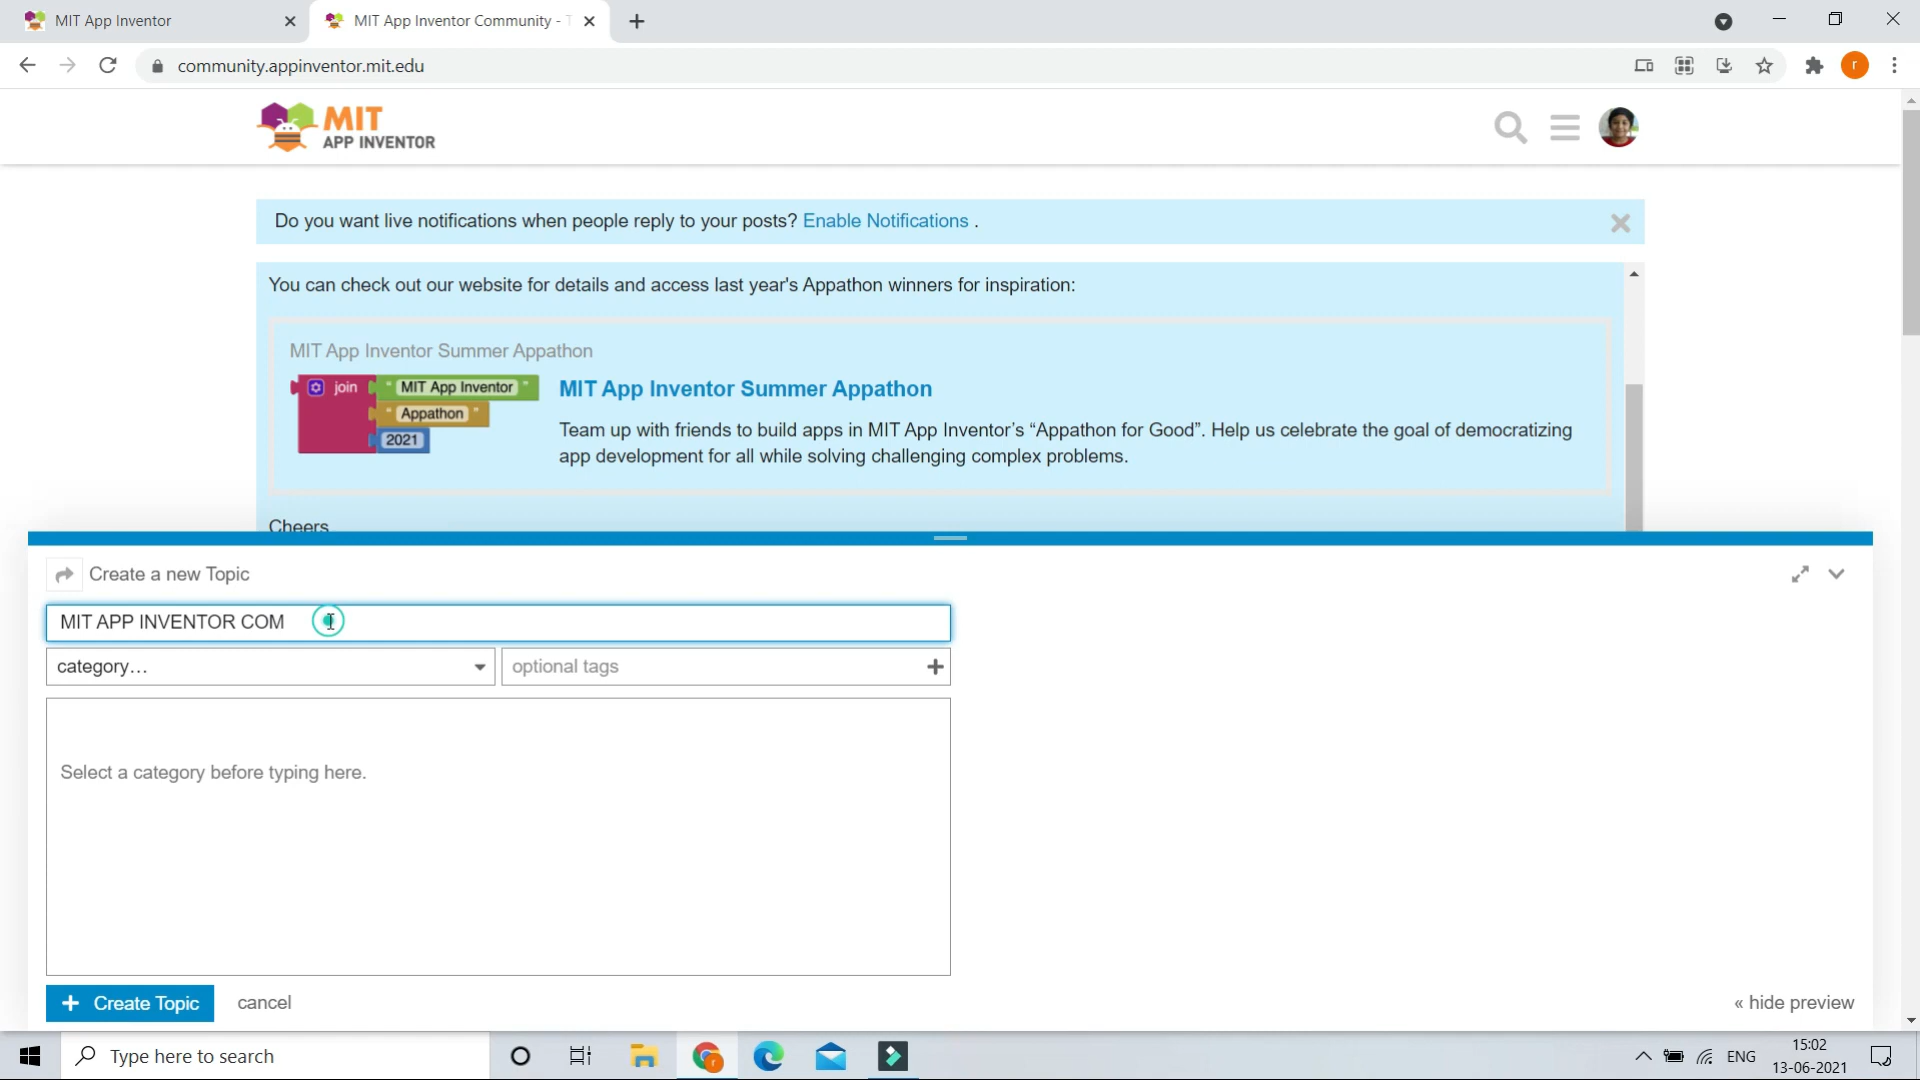 MIT App Inventor
MIT App Inventor Community - T
community.appinventor.mit.edu
r
MIT
APP INVENTOR
Do you want live notifications when people reply to your posts? Enable Notifications .
You can check out our website for details and access last year's Appathon winners for inspiration:
MIT App Inventor Summer Appathon
join
" MIT App Inventor "
" Appathon "
2021
MIT App Inventor Summer Appathon
Team up with friends to build apps in MIT App Inventor's “Appathon for Good”. Help us celebrate the goal of democratizing
app development for all while solving challenging complex problems.
Cheers
Create a new Topic
MIT APP INVENTOR COM
category…
optional tags
Select a category before typing here.
Create Topic
cancel
« hide preview
Type here to search
r
ENG
15:02
13-06-2021